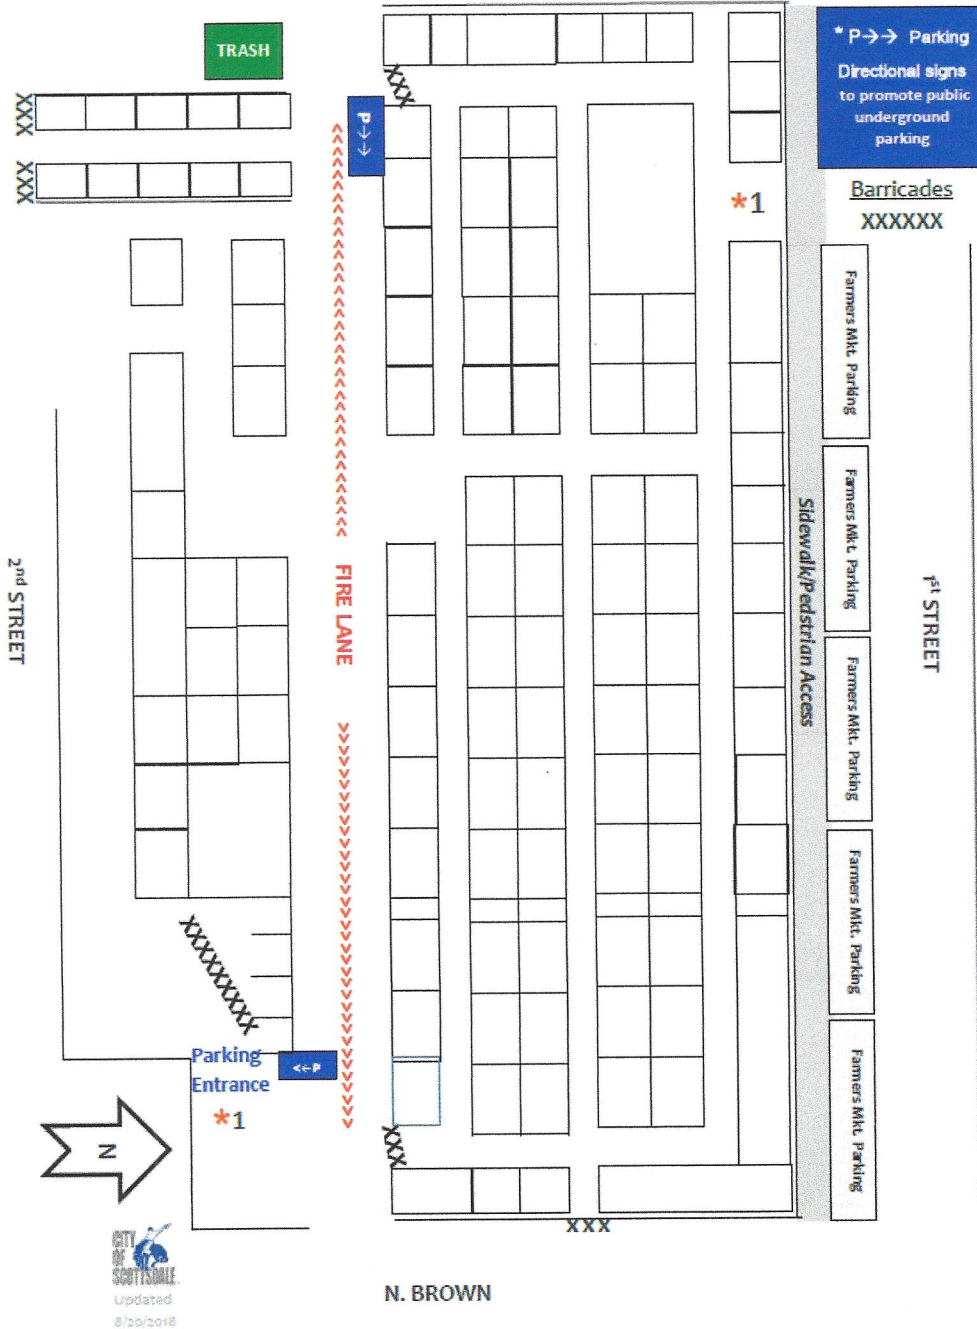 TRASH
* P→→ Parking
Directional signs
to promote public
underground
parking
Barricades
XXXXXX
XXX
XXX
XXX
P→→
*1
Farmers Mkt. Parking
Farmers Mkt. Parking
Farmers Mkt. Parking
Farmers Mkt. Parking
Farmers Mkt. Parking
Sidewalk/Pedstrian Access
1st STREET
2nd STREET
FIRE LANE
XXXXXXXXX
Parking
Entrance
<←P
*1
XXX
XXX
N
CITY
OF
SCOTTSDALE
Updated
8/20/2018
N. BROWN